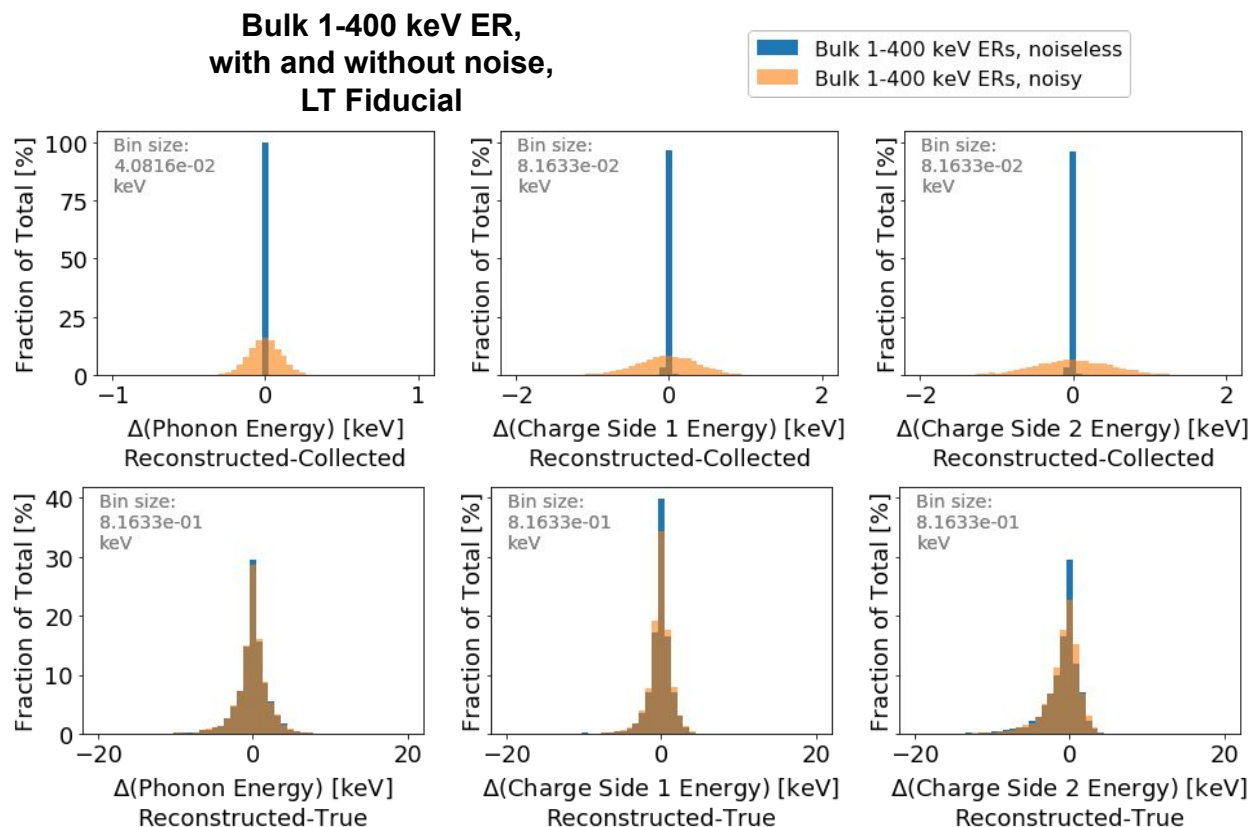 Bulk 1-400 keV ER,
with and without noise,
LT Fiducial
Bulk 1-400 keV ERs, noiseless
Bulk 1-400 keV ERs, noisy
Fraction of Total [%]
100
75
50
25
0
Bin size:
4.0816e-02
keV
−1
0
1
Δ(Phonon Energy) [keV]
Reconstructed-Collected
Fraction of Total [%]
Bin size:
8.1633e-02
keV
−2
0
2
Δ(Charge Side 1 Energy) [keV]
Reconstructed-Collected
Fraction of Total [%]
Bin size:
8.1633e-02
keV
−2
0
2
Δ(Charge Side 2 Energy) [keV]
Reconstructed-Collected
Fraction of Total [%]
40
30
20
10
0
Bin size:
8.1633e-01
keV
−20
0
20
Δ(Phonon Energy) [keV]
Reconstructed-True
Fraction of Total [%]
Bin size:
8.1633e-01
keV
−20
0
20
Δ(Charge Side 1 Energy) [keV]
Reconstructed-True
Fraction of Total [%]
Bin size:
8.1633e-01
keV
−20
0
20
Δ(Charge Side 2 Energy) [keV]
Reconstructed-True